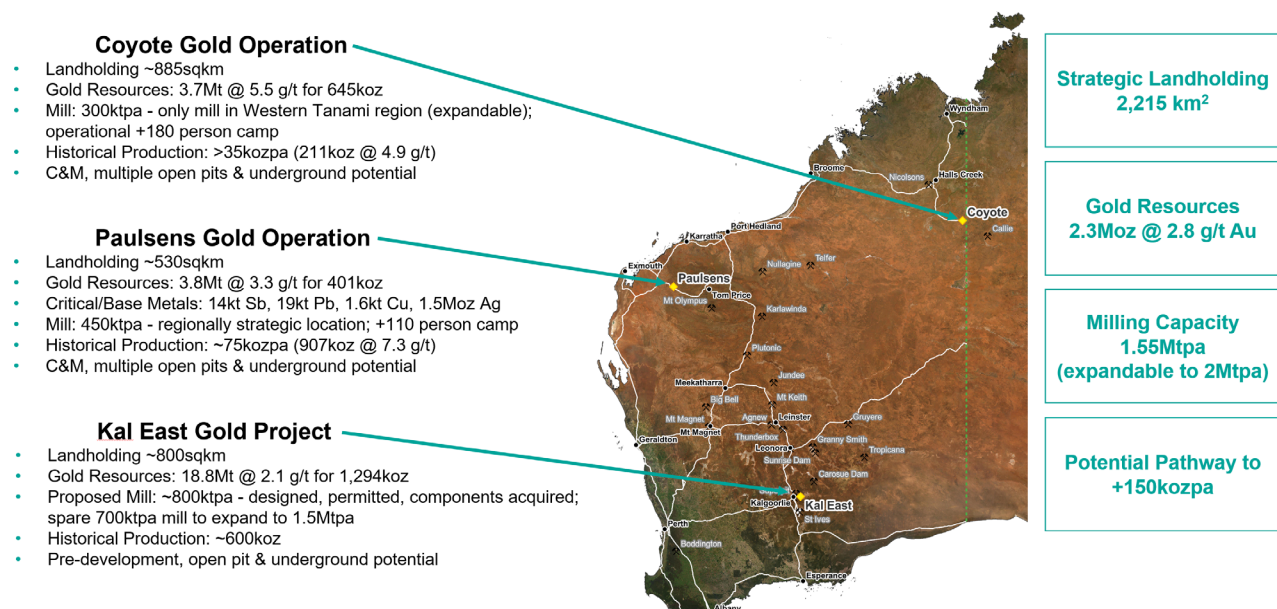 Coyote Gold Operation
• Landholding ~885sqkm
• Gold Resources: 3.7Mt @ 5.5 g/t for 645koz
• Mill: 300ktpa - only mill in Western Tanami region (expandable);
operational +180 person camp
• Historical Production: >35kozpa (211koz @ 4.9 g/t)
• C&M, multiple open pits & underground potential
Paulsens Gold Operation
• Landholding ~530sqkm
• Gold Resources: 3.8Mt @ 3.3 g/t for 401koz
• Critical/Base Metals: 14kt Sb, 19kt Pb, 1.6kt Cu, 1.5Moz Ag
• Mill: 450ktpa - regionally strategic location; +110 person camp
• Historical Production: ~75kozpa (907koz @ 7.3 g/t)
• C&M, multiple open pits & underground potential
Kal East Gold Project
• Landholding ~800sqkm
• Gold Resources: 18.8Mt @ 2.1 g/t for 1,294koz
• Proposed Mill: ~800ktpa - designed, permitted, components acquired;
spare 700ktpa mill to expand to 1.5Mtpa
• Historical Production: ~600koz
• Pre-development, open pit & underground potential
Wyndham
Broome
Nicolsons
Halls Creek
Coyote
Callie
Port Hedland
Karratha
Exmouth
Nullagine
Telfer
Paulsens
Tom Price
Mt Olympus
Karlawinda
Plutonic
Jundee
Meekatharra
Mt Keith
Big Bell
Mt Magnet
Agnew
Leinster
Gruyere
Mt Magnet
Geraldton
Thunderbox
Granny Smith
Leonora
Sunrise Dam
Tropicana
Carosue Dam
Kalgoorlie
Kal East
St Ives
Perth
Boddington
Esperance
Albany
Strategic Landholding
2,215 km²
Gold Resources
2.3Moz @ 2.8 g/t Au
Milling Capacity
1.55Mtpa
(expandable to 2Mtpa)
Potential Pathway to
+150kozpa